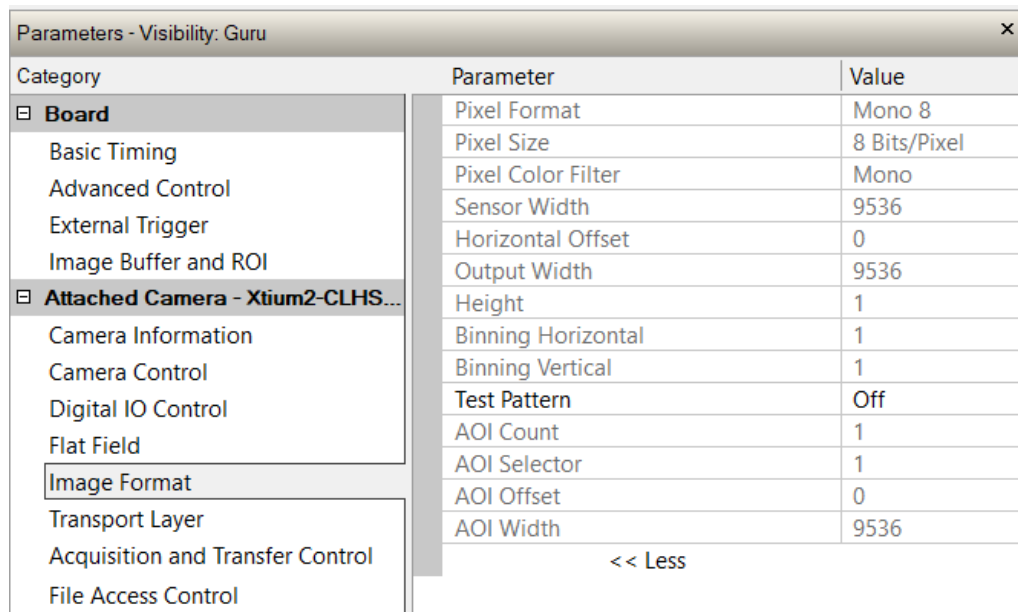 Parameters - Visibility: Guru
×
Category
Board
Basic Timing
Advanced Control
External Trigger
Image Buffer and ROI
Attached Camera - Xtium2-CLHS...
Camera Information
Camera Control
Digital IO Control
Flat Field
Image Format
Transport Layer
Acquisition and Transfer Control
File Access Control
Parameter Value
Pixel Format Mono 8
Pixel Size 8 Bits/Pixel
Pixel Color Filter Mono
Sensor Width 9536
Horizontal Offset 0
Output Width 9536
Height 1
Binning Horizontal 1
Binning Vertical 1
Test Pattern Off
AOI Count 1
AOI Selector 1
AOI Offset 0
AOI Width 9536
<< Less